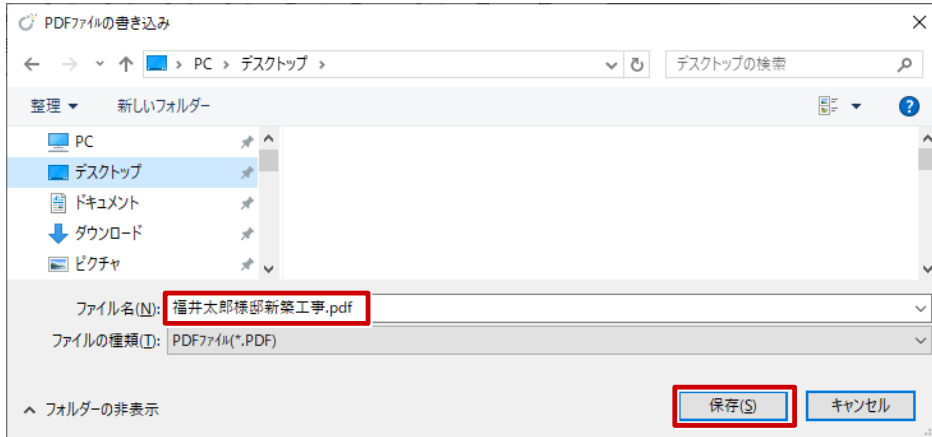 PDFﾌｧｲﾙの書き込み
PC › デスクトップ ›
デスクトップの検索
整理 新しいフォルダー
PC
デスクトップ
ドキュメント
ダウンロード
ピクチャ
ファイル名(N): 福井太郎様邸新築工事.pdf
ファイルの種類(T): PDFﾌｧｲﾙ(*.PDF)
フォルダーの非表示
保存(S)
キャンセル